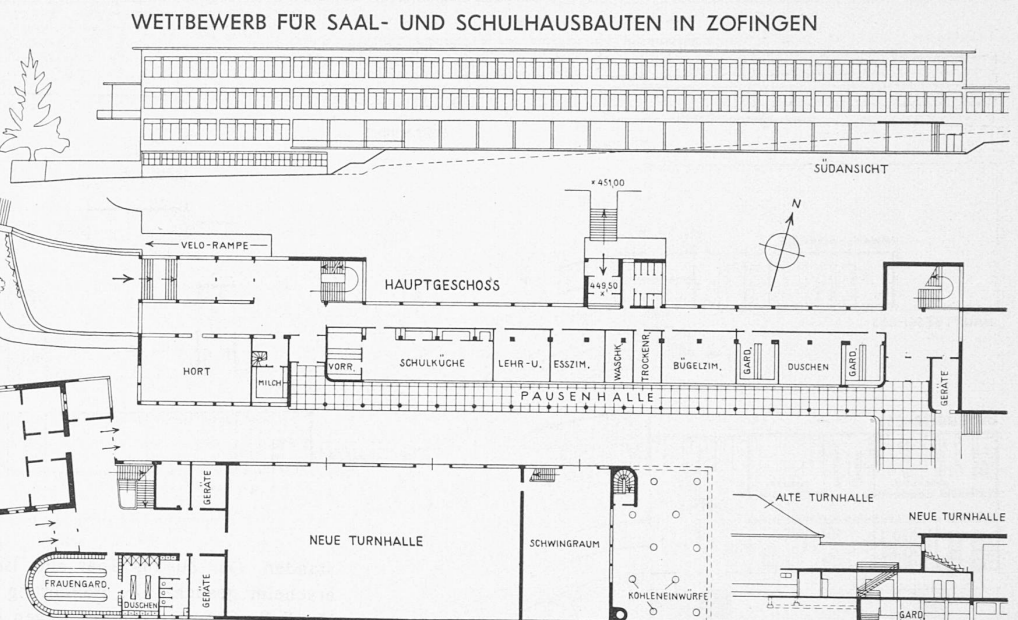 WETTBEWERB FÜR SAAL- UND SCHULHAUSBAUTEN IN ZOFINGEN
SÜDANSICHT
× 451,00
N
VELO-RAMPE
HAUPTGESCHOSS
449,50
×
HORT
MILCH
VORR.
SCHULKÜCHE
LEHR-U.
ESSZIM.
WASCHK.
TROCKENR.
BÜGELZIM.
GARD.
DUSCHEN
GARD.
GERÄTE
PAUSENHALLE
GERÄTE
NEUE TURNHALLE
SCHWINGRAUM
KOHLENEINWÜRFE
FRAUENGARD.
DUSCHEN
GERÄTE
ALTE TURNHALLE
NEUE TURNHALLE
GARD.